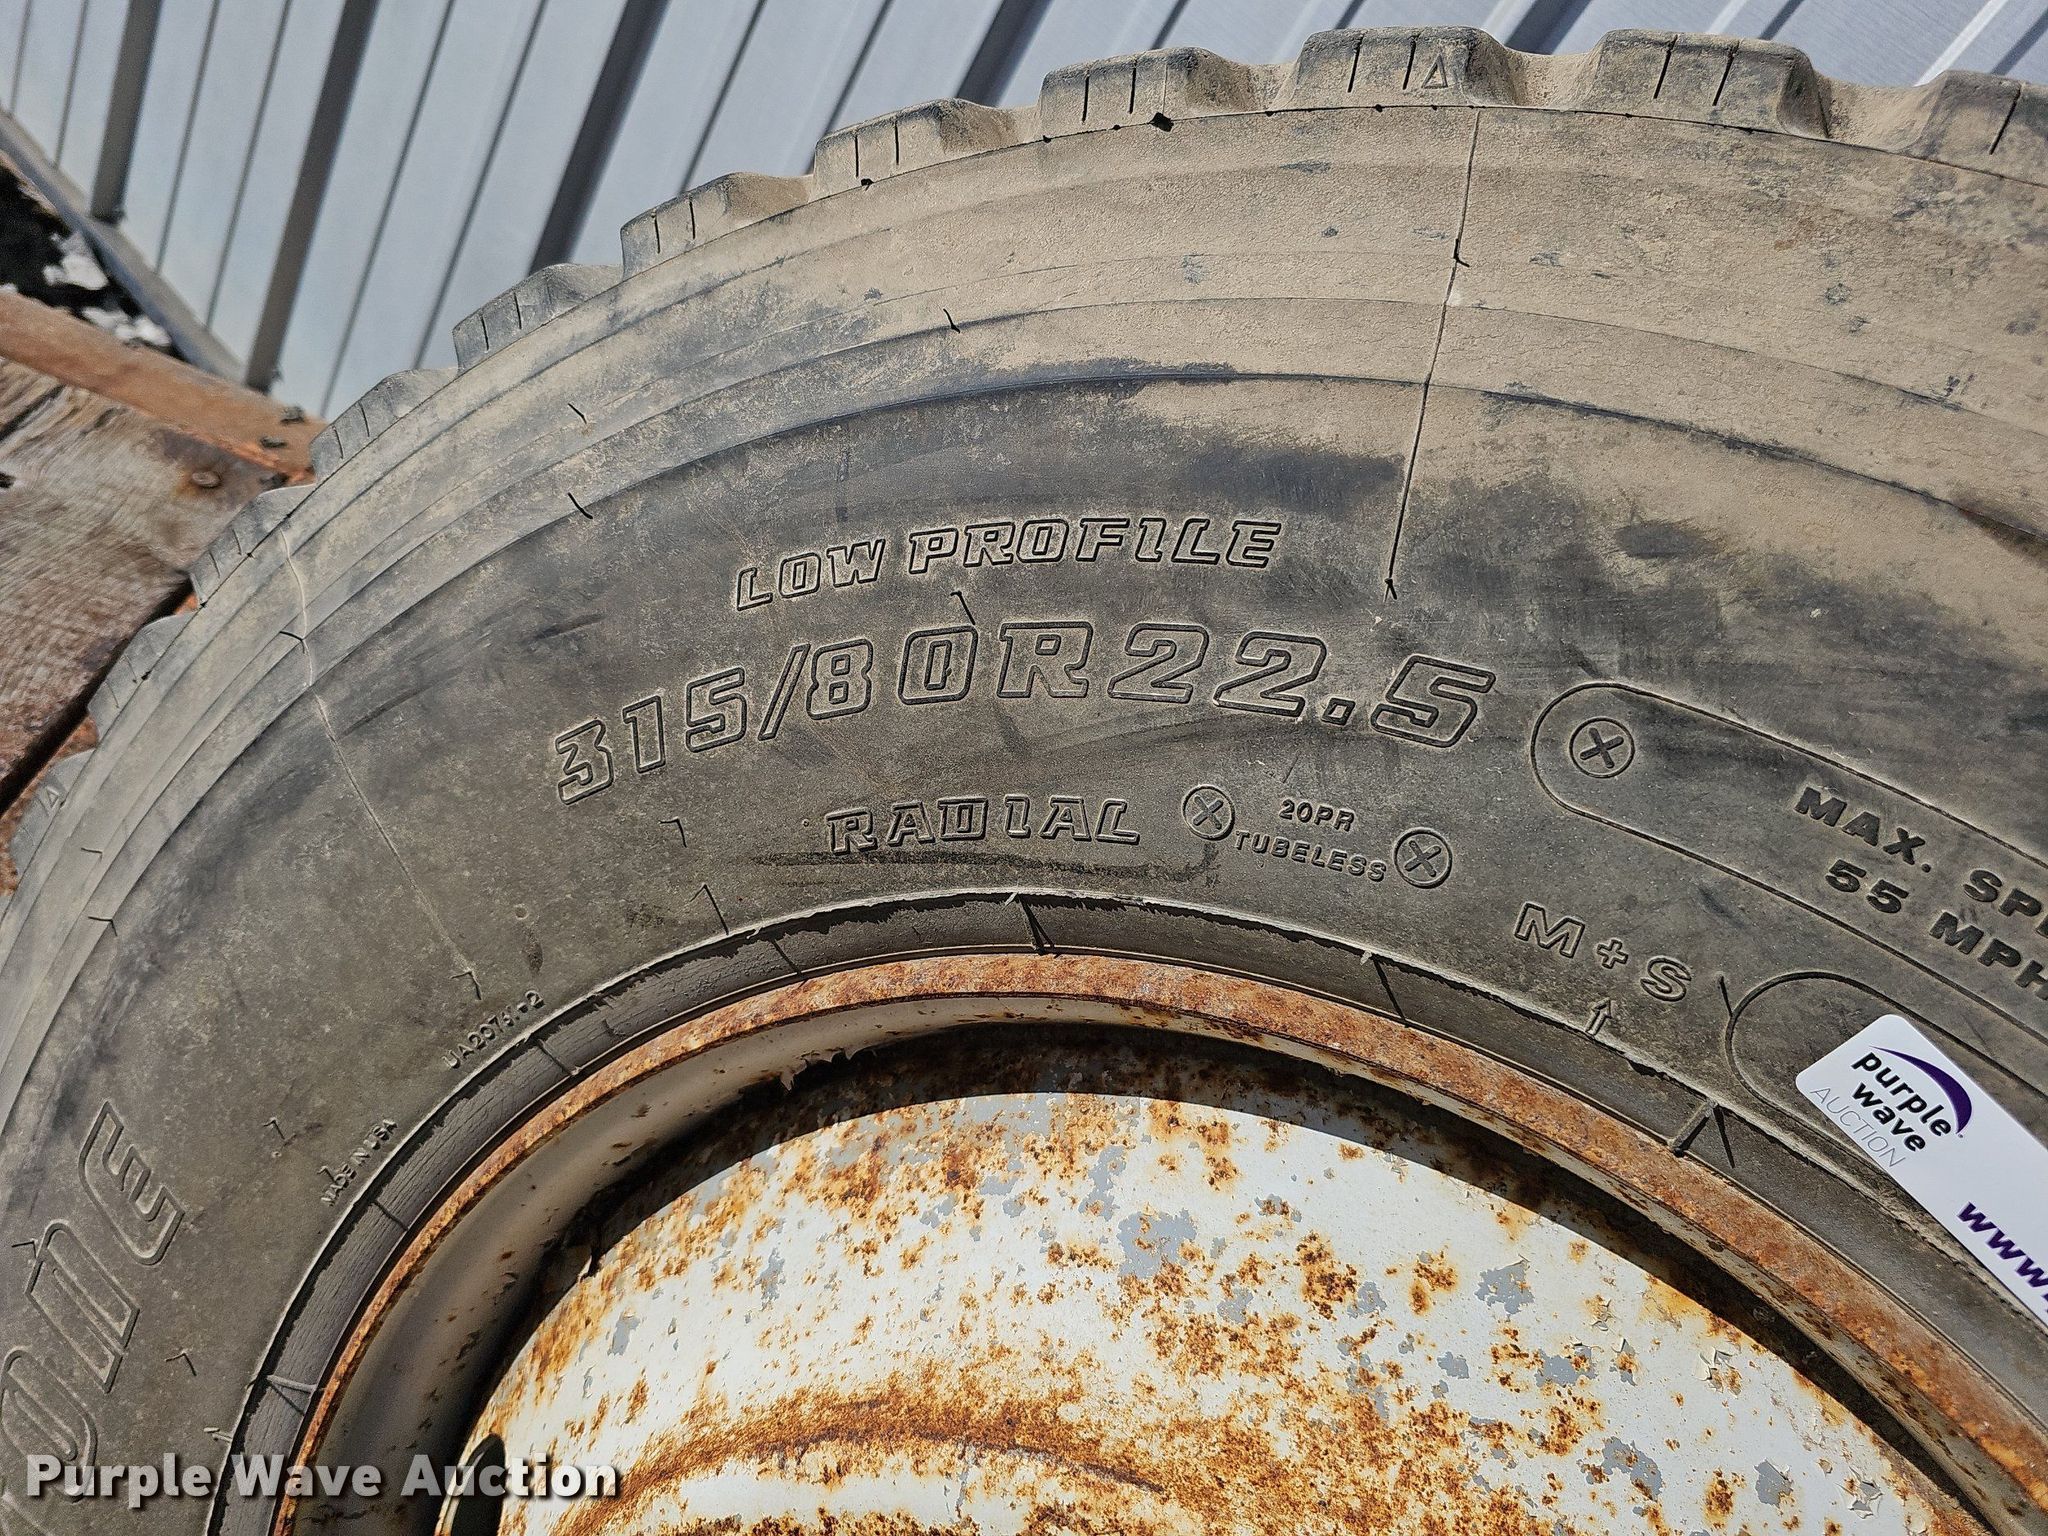 LOW PROFILE
315/80R22.5
RADIAL
20PR
TUBELESS
M+S
MAX.
55 MPH
MADE IN USA
purple
wave
AUCTION
Purple Wave Auction